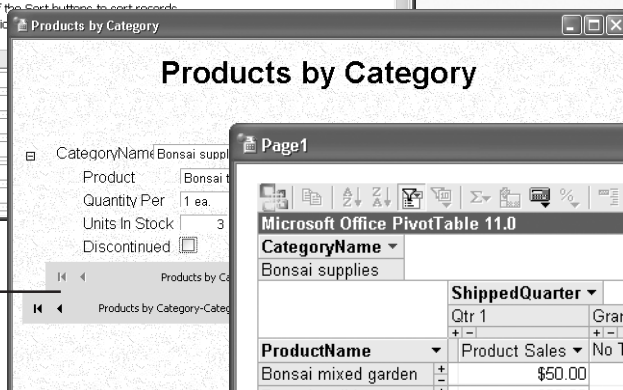 the Sort buttons to sort records.
Products by Category
Products by Category
CategoryName Bonsai suppl
Product Bonsai t
Quantity Per 1 ea.
Units In Stock 3
Discontinued
Products by Ca
Products by Category-Categ
Page1
Microsoft Office PivotTable 11.0
CategoryName
Bonsai supplies
ShippedQuarter
Qtr 1 Gran
ProductName Product Sales No T
Bonsai mixed garden $50.00